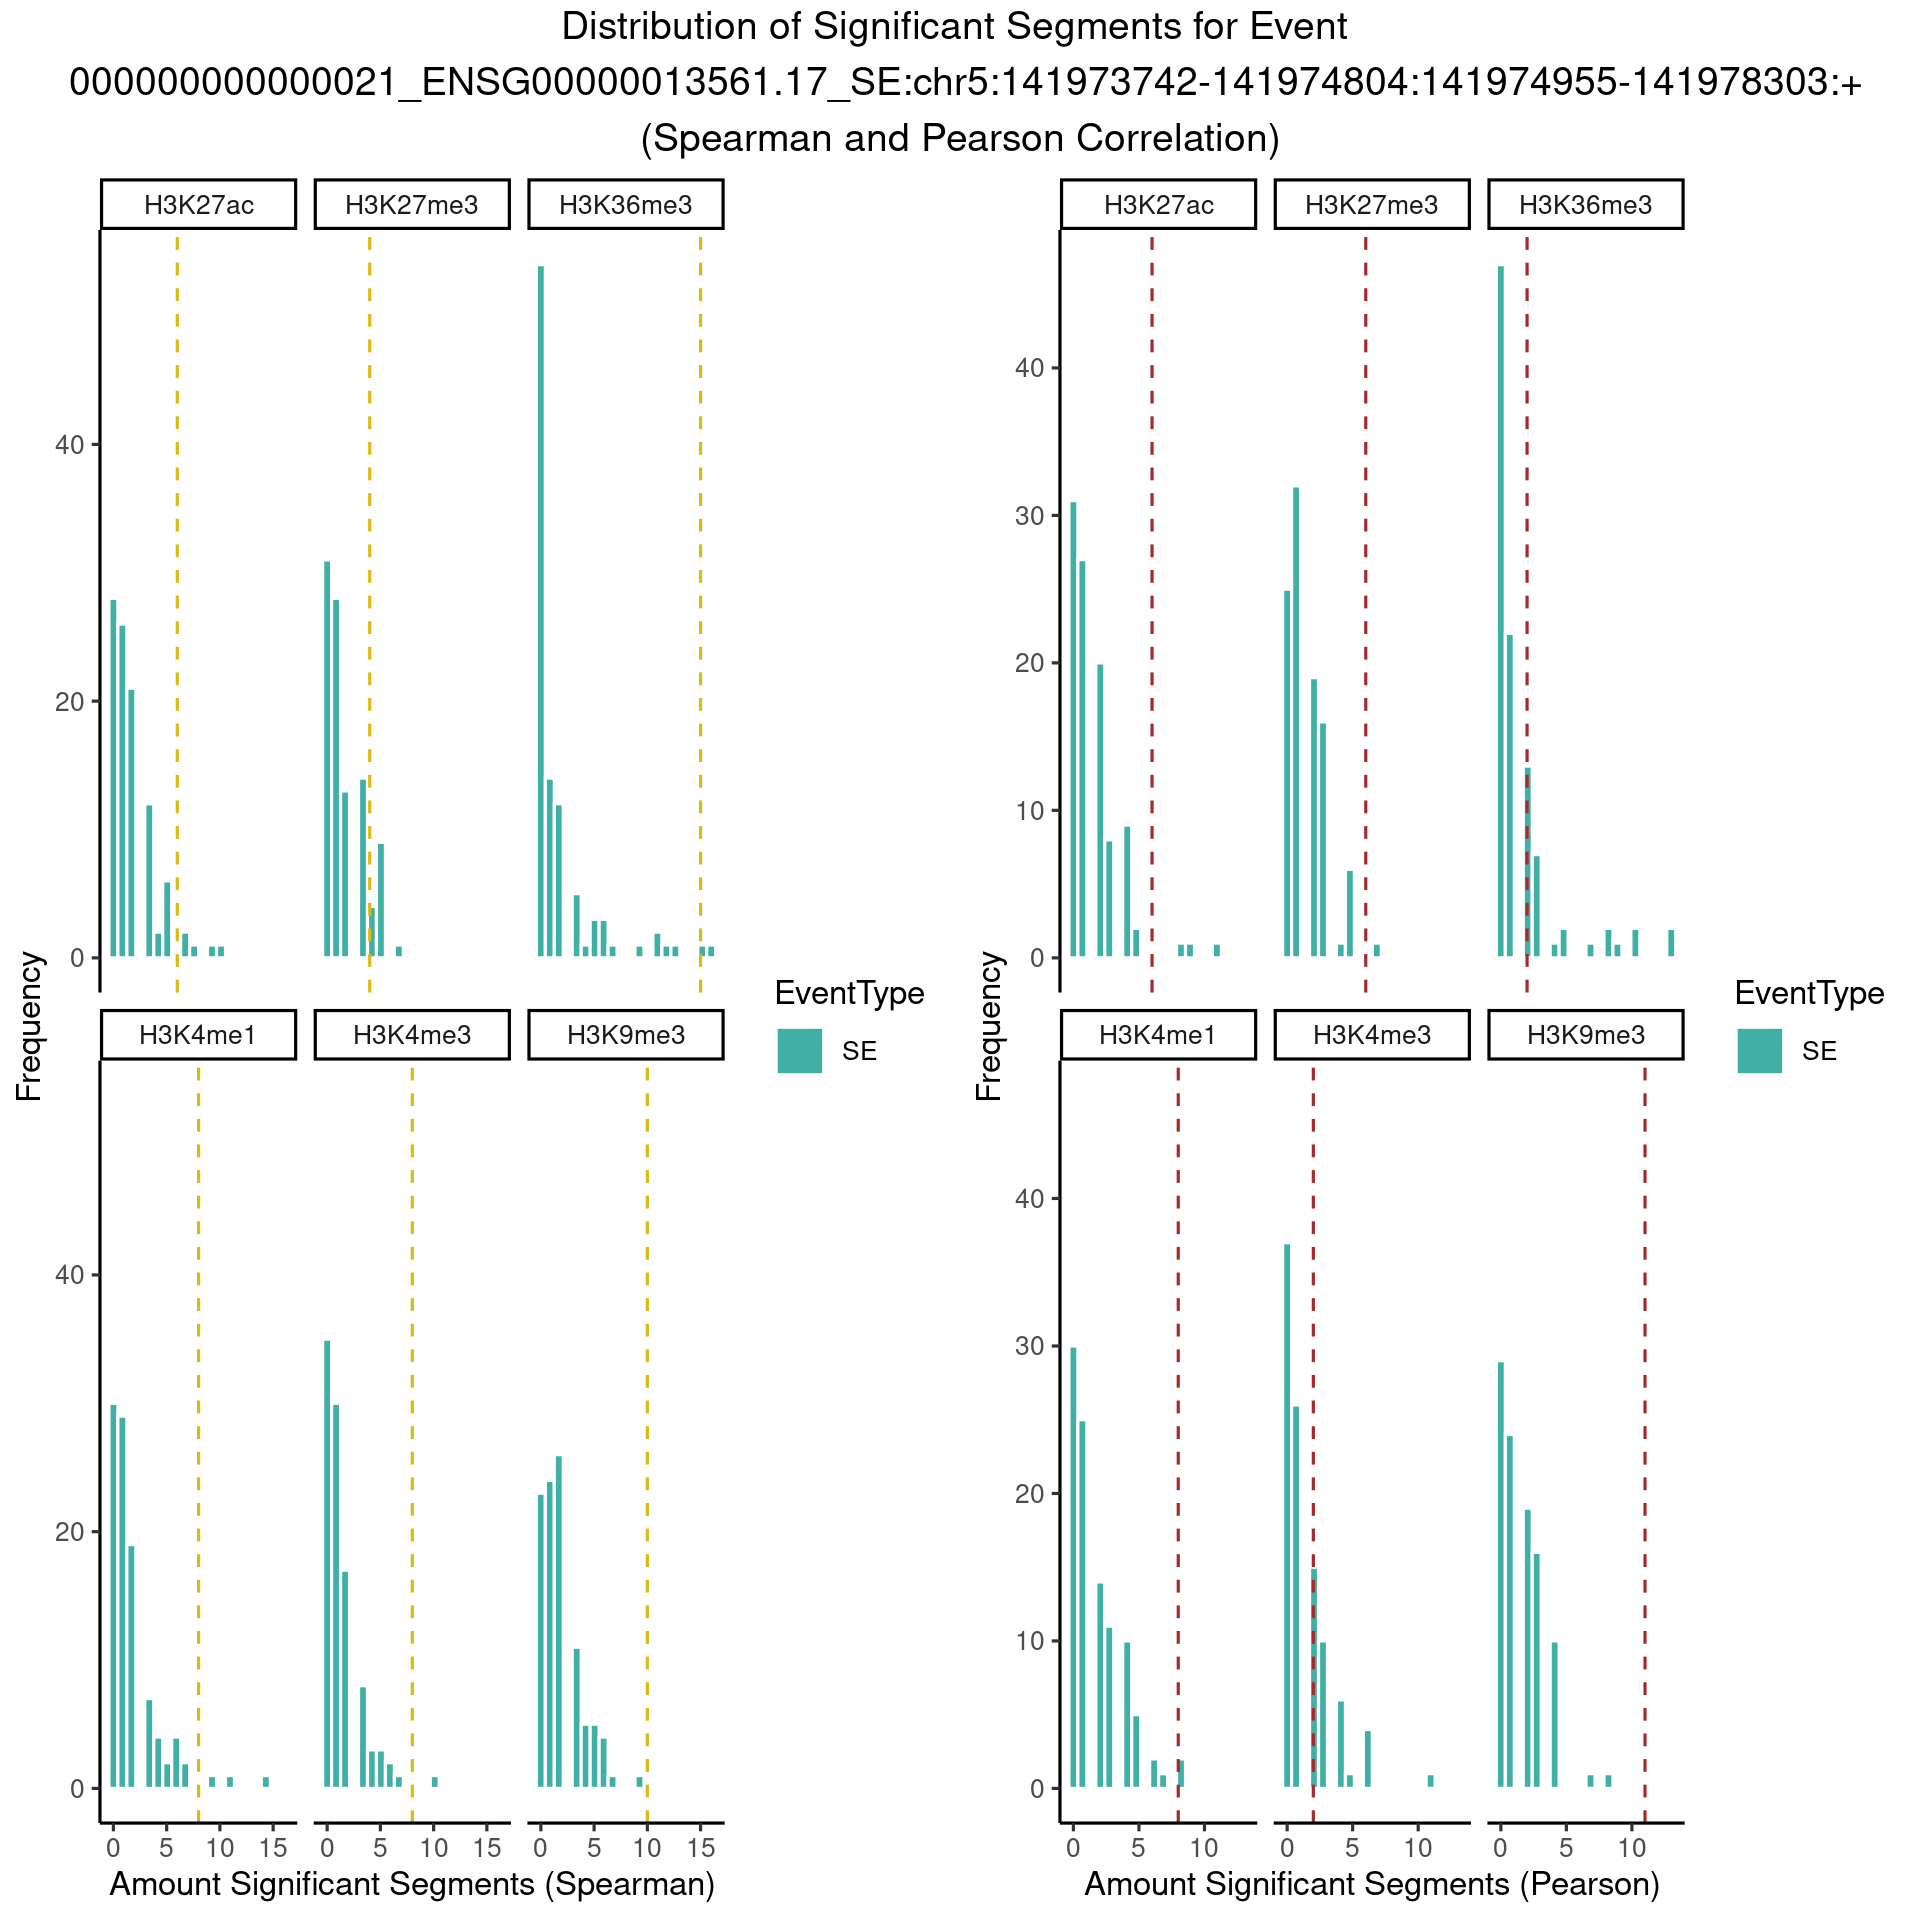 Distribution of Significant Segments for Event
000000000000021_ENSG00000013561.17_SE:chr5:141973742-141974804:141974955-141978303:+
(Spearman and Pearson Correlation)
H3K27ac H3K27me3 H3K36me3
40
20
0
H3K4me1 H3K4me3 H3K9me3
40
20
0
0 5 10 15 0 5 10 15 0 5 10 15
Frequency
Amount Significant Segments (Spearman)
EventType
SE
H3K27ac H3K27me3 H3K36me3
40
30
20
10
0
H3K4me1 H3K4me3 H3K9me3
40
30
20
10
0
0 5 10 0 5 10 0 5 10
Frequency
Amount Significant Segments (Pearson)
EventType
SE